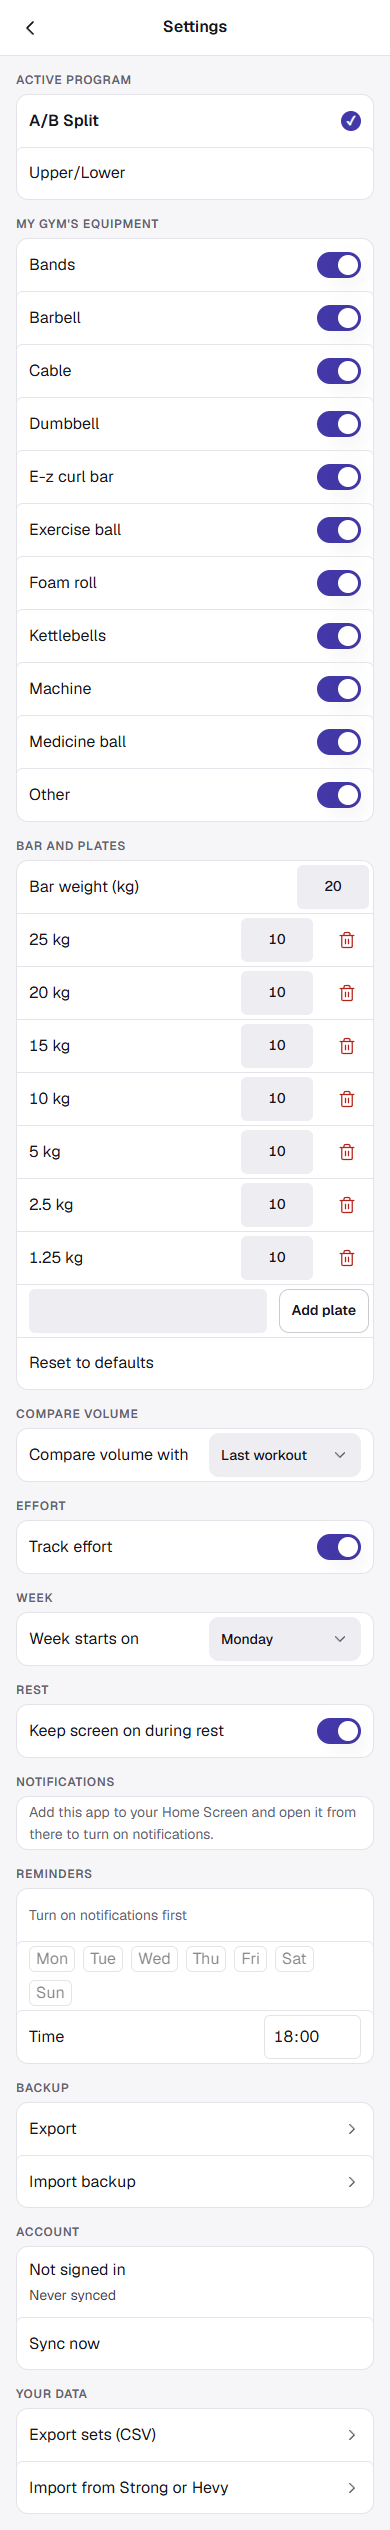 Settings
ACTIVE PROGRAM
A/B Split
Upper/Lower
MY GYM'S EQUIPMENT
Bands
Barbell
Cable
Dumbbell
E-z curl bar
Exercise ball
Foam roll
Kettlebells
Machine
Medicine ball
Other
BAR AND PLATES
Bar weight (kg) 20
25 kg 10
20 kg 10
15 kg 10
10 kg 10
5 kg 10
2.5 kg 10
1.25 kg 10
Add plate
Reset to defaults
COMPARE VOLUME
Compare volume with Last workout
EFFORT
Track effort
WEEK
Week starts on Monday
REST
Keep screen on during rest
NOTIFICATIONS
Add this app to your Home Screen and open it from
there to turn on notifications.
REMINDERS
Turn on notifications first
Mon Tue Wed Thu Fri Sat
Sun
Time 18:00
BACKUP
Export
Import backup
ACCOUNT
Not signed in
Never synced
Sync now
YOUR DATA
Export sets (CSV)
Import from Strong or Hevy